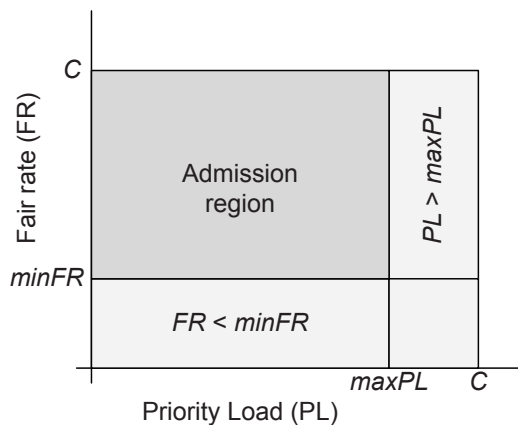 C
Fair rate (FR)
Admission
region
PL > maxPL
minFR
FR < minFR
maxPL
C
Priority Load (PL)